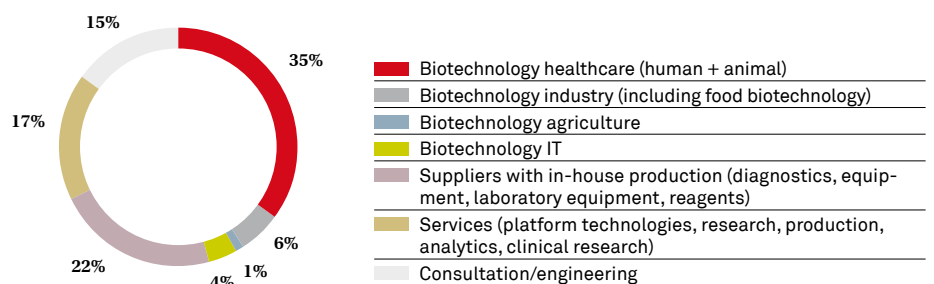 15%
35%
17%
6%
1%
22%
4%
Biotechnology healthcare (human + animal)
Biotechnology industry (including food biotechnology)
Biotechnology agriculture
Biotechnology IT
Suppliers with in-house production (diagnostics, equip-
ment, laboratory equipment, reagents)
Services (platform technologies, research, production,
analytics, clinical research)
Consultation/engineering